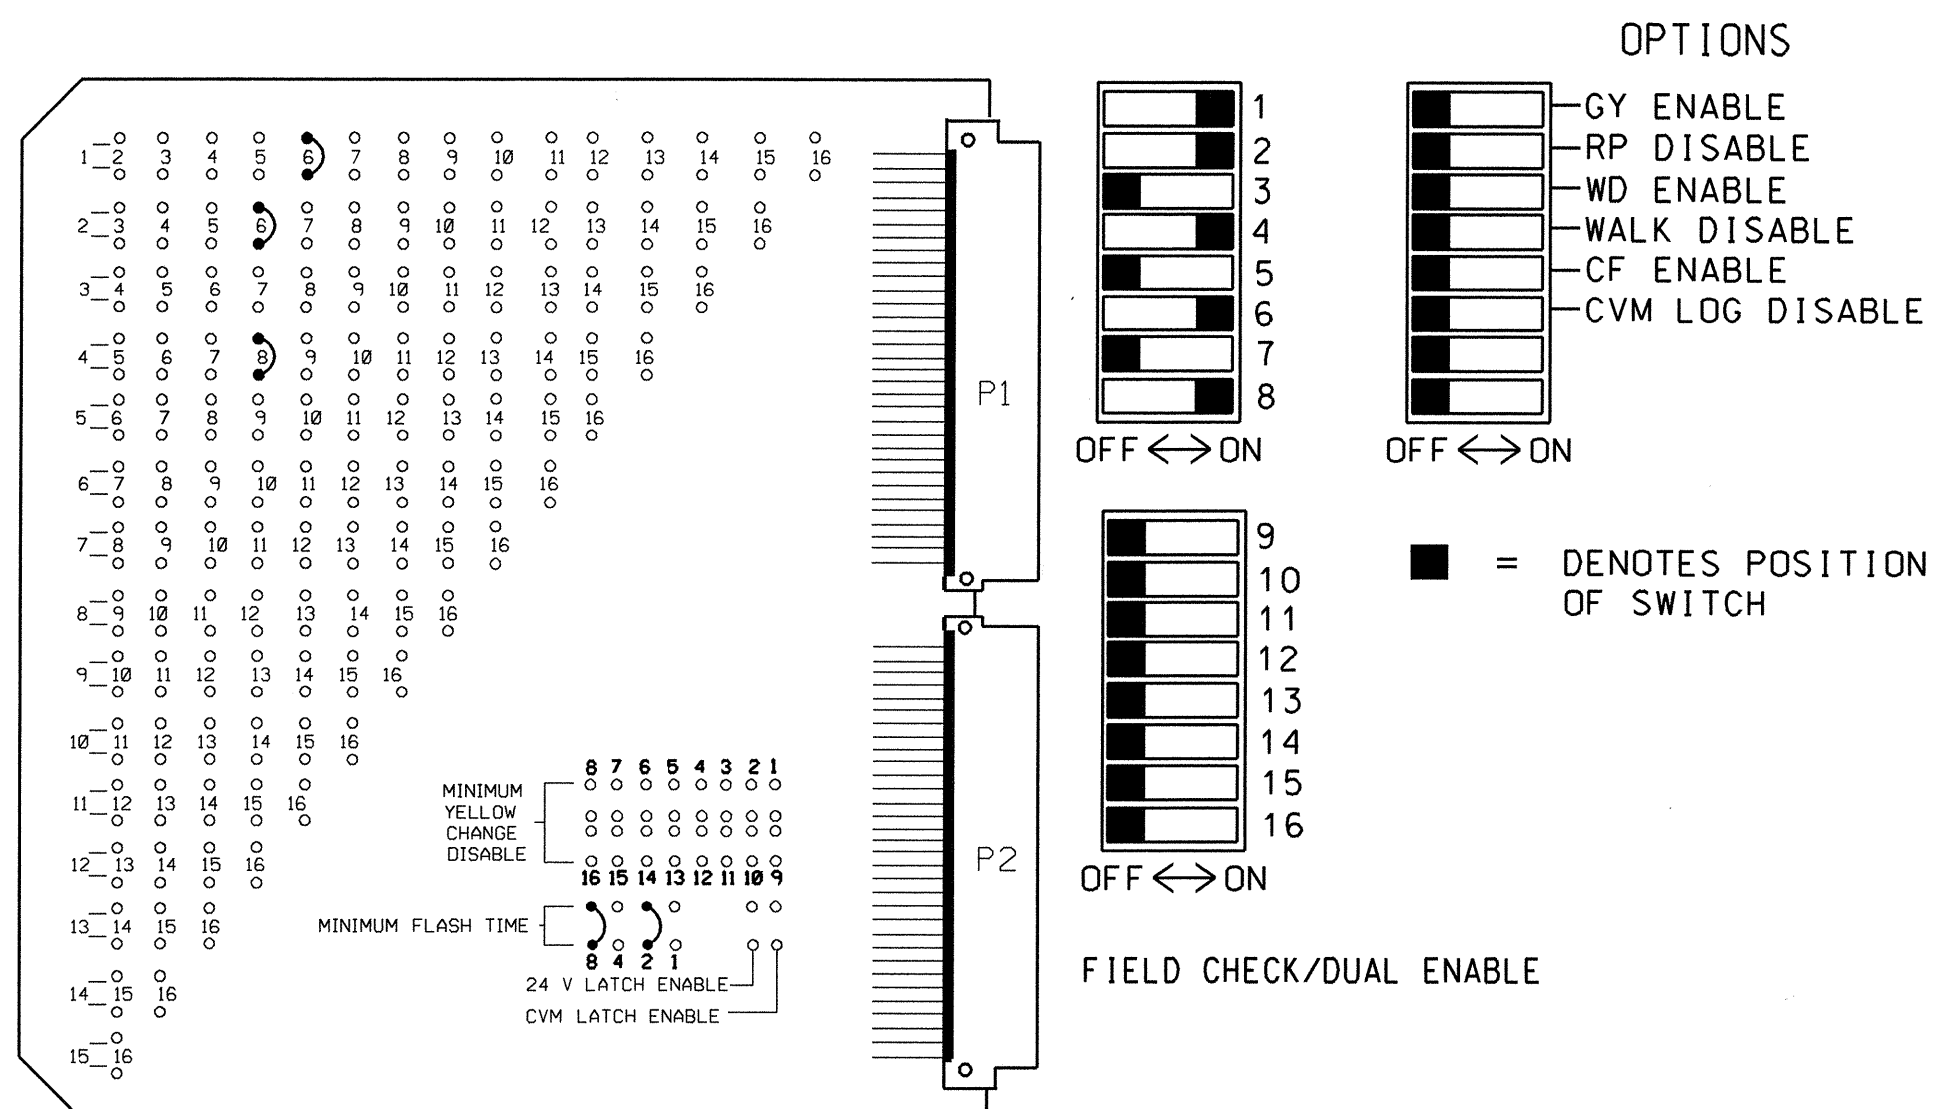 OPTIONS
1 2 3 4 5 6 7 8 9 10 11 12 13 14 15 16
2 3 4 5 6 7 8 9 10 11 12 13 14 15 16
3 4 5 6 7 8 9 10 11 12 13 14 15 16
4 5 6 7 8 9 10 11 12 13 14 15 16
5 6 7 8 9 10 11 12 13 14 15 16
6 7 8 9 10 11 12 13 14 15 16
7 8 9 10 11 12 13 14 15 16
8 9 10 11 12 13 14 15 16
9 10 11 12 13 14 15 16
10 11 12 13 14 15 16
11 12 13 14 15 16
12 13 14 15 16
13 14 15 16
14 15 16
15 16
8 7 6 5 4 3 2 1
MINIMUM
YELLOW
CHANGE
DISABLE
16 15 14 13 12 11 10 9
MINIMUM FLASH TIME
8 4 2 1
24 V LATCH ENABLE
CVM LATCH ENABLE
P1
P2
1
2
3
4
5
6
7
8
OFF <-> ON
GY ENABLE
RP DISABLE
WD ENABLE
WALK DISABLE
CF ENABLE
CVM LOG DISABLE
OFF <-> ON
9
10
11
12
13
14
15
16
OFF <-> ON
= DENOTES POSITION
OF SWITCH
FIELD CHECK/DUAL ENABLE